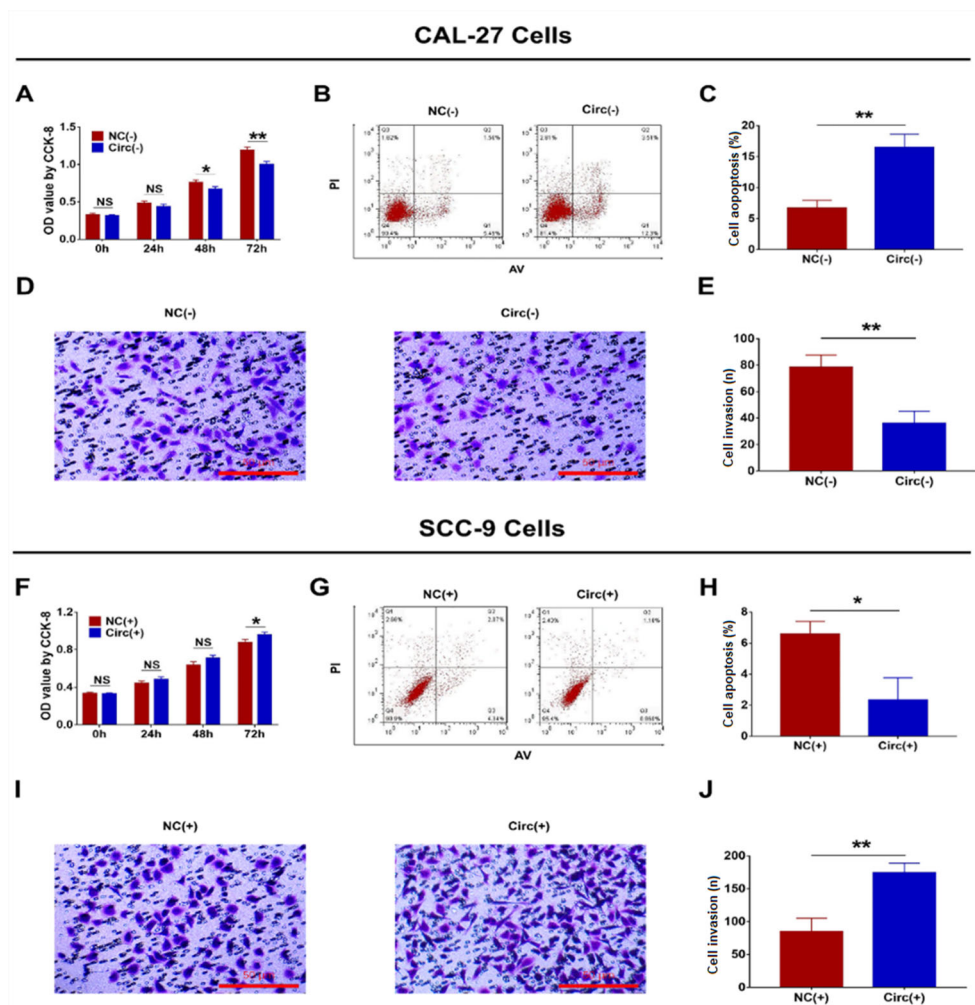 CAL-27 Cells
A
NC(-)
Circ(-)
OD value by CCK-8
1.5
1.0
0.5
0.0
NS
NS
*
**
0h
24h
48h
72h
B
NC(-)
Circ(-)
PI
AV
C
Cell aopoptosis (%)
20
15
10
5
0
**
NC(-)
Circ(-)
D
NC(-)
Circ(-)
E
Cell invasion (n)
100
80
60
40
20
0
**
NC(-)
Circ(-)
SCC-9 Cells
F
NC(+)
Circ(+)
OD value by CCK-8
1.2
0.8
0.4
0.0
NS
NS
NS
*
0h
24h
48h
72h
G
NC(+)
Circ(+)
PI
AV
H
Cell apoptosis (%)
8
6
4
2
0
*
NC(+)
Circ(+)
I
NC(+)
Circ(+)
J
Cell invasion (n)
200
150
100
50
0
**
NC(+)
Circ(+)